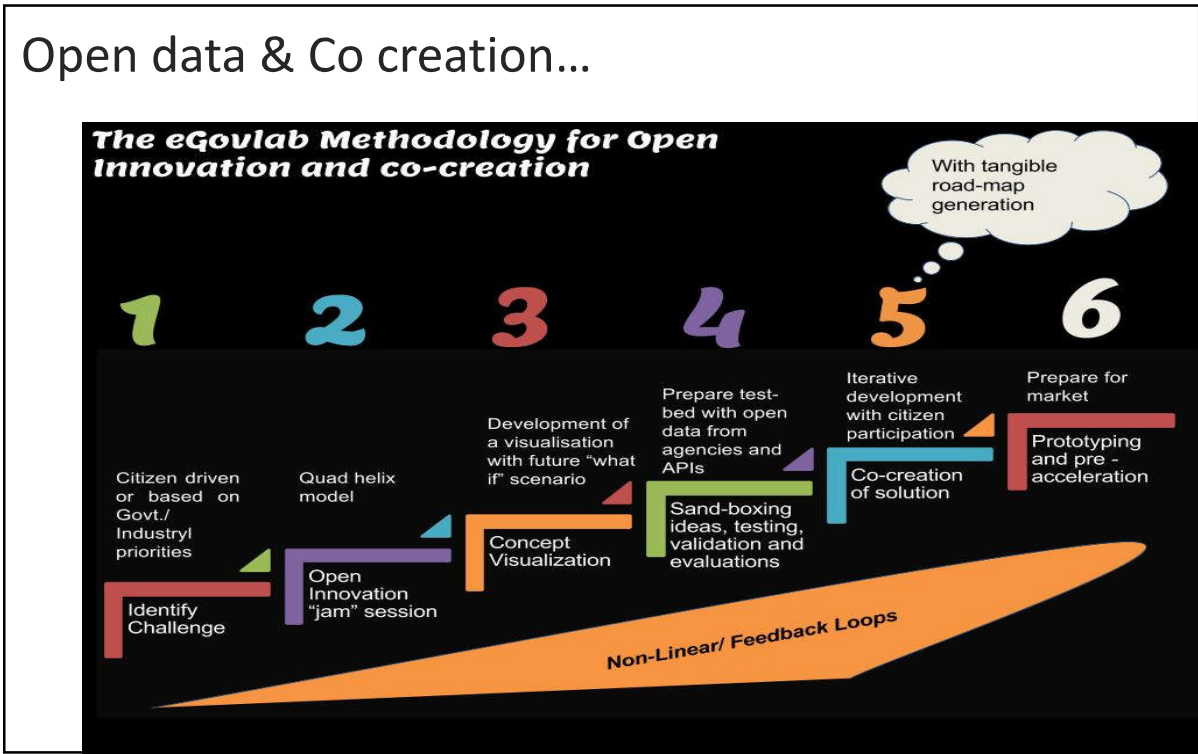 Open data & Co creation…
The eGovlab Methodology for Open
Innovation and co-creation
With tangible
road-map
generation
1
2
3
4
5
6
Citizen driven
or based on
Govt./
Industryl
priorities
Identify
Challenge
Quad helix
model
Open
Innovation
“jam” session
Development of
a visualisation
with future “what
if” scenario
Concept
Visualization
Prepare test-
bed with open
data from
agencies and
APIs
Sand-boxing
ideas, testing,
validation and
evaluations
Iterative
development
with citizen
participation
Co-creation
of solution
Prepare for
market
Prototyping
and pre -
acceleration
Non-Linear/ Feedback Loops